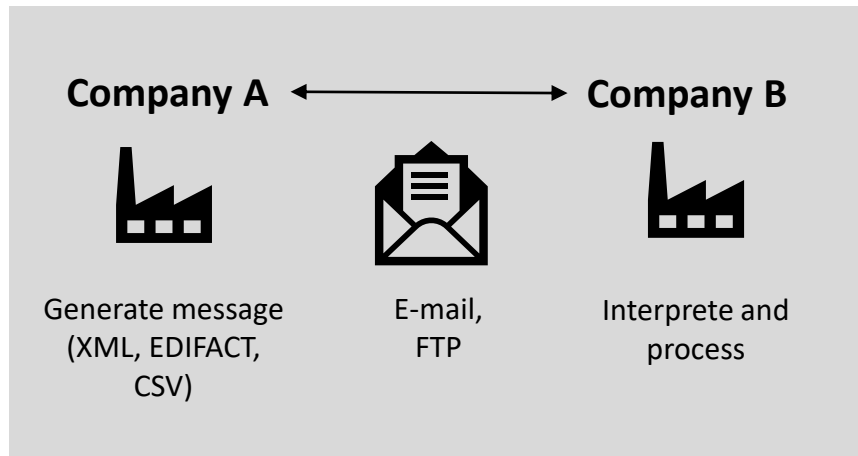 Company A
Company B
Generate message
(XML, EDIFACT,
CSV)
E-mail,
FTP
Interprete and
process